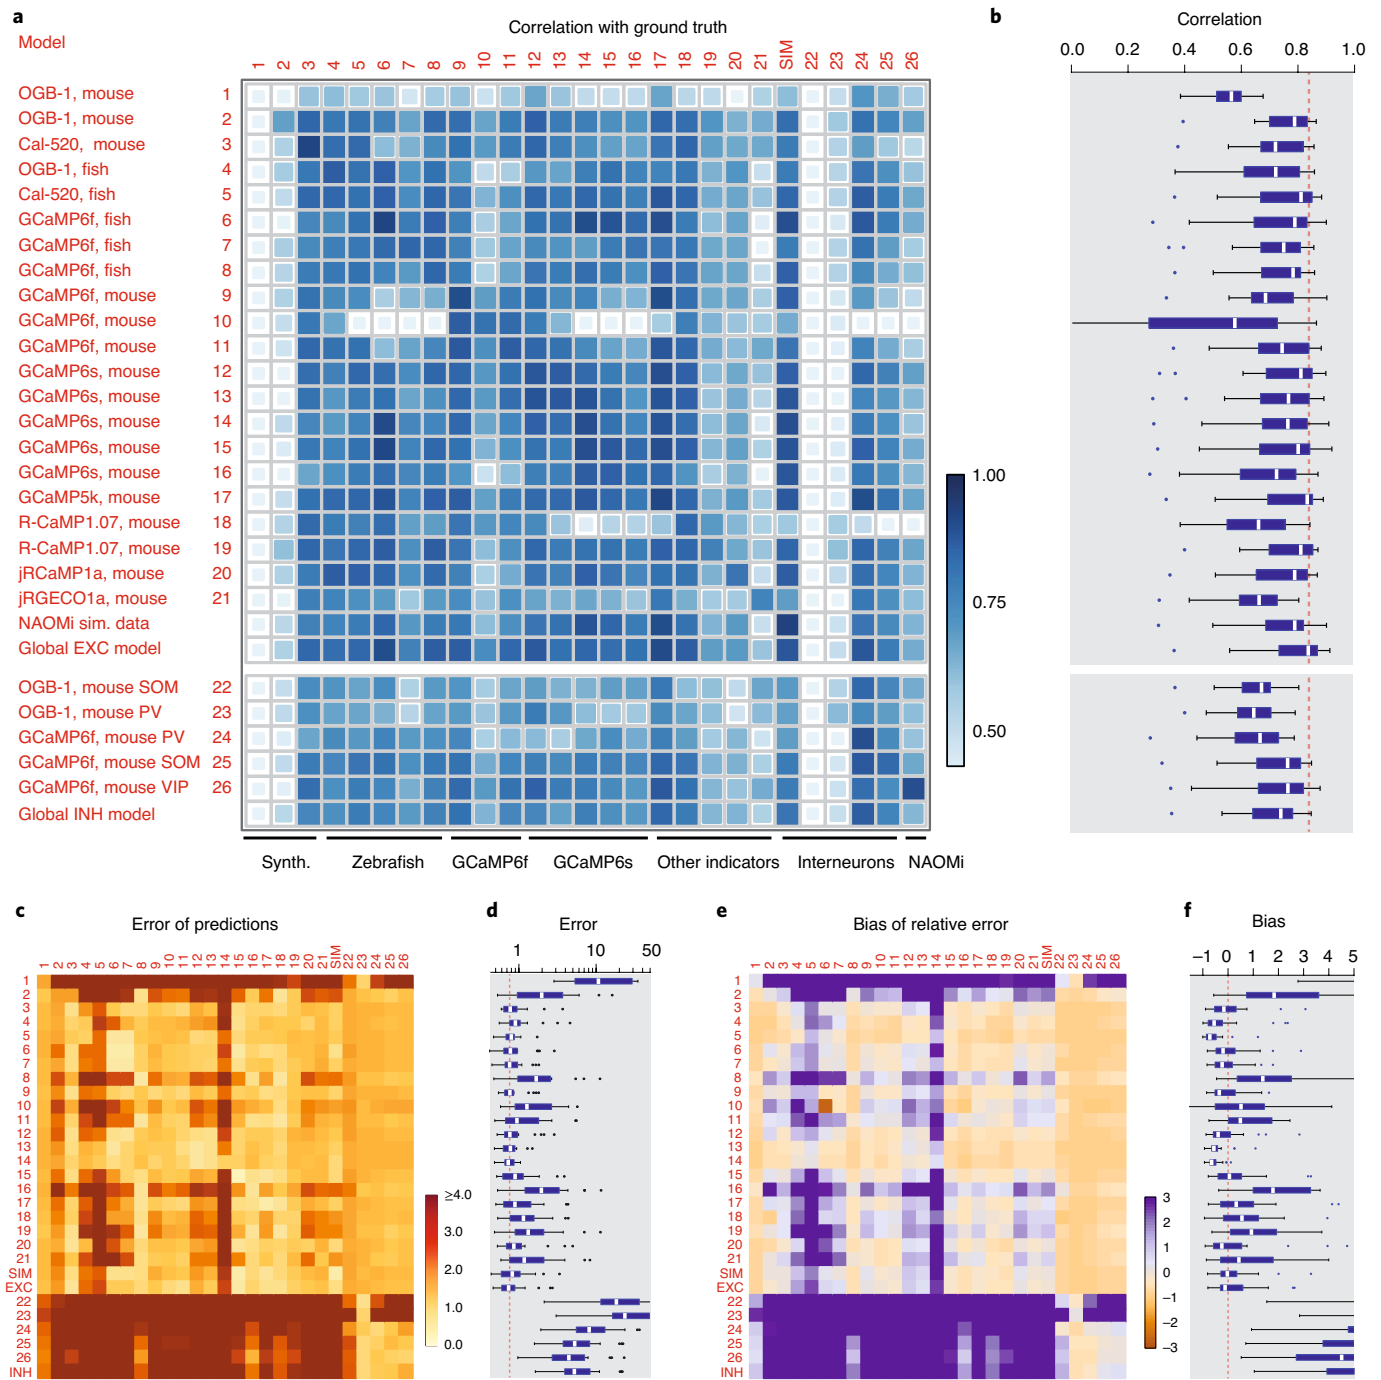 a
Correlation with ground truth
Model
1 2 3 4 5 6 7 8 9 10 11 12 13 14 15 16 17 18 19 20 21 SIM 22 23 24 25 26
OGB-1, mouse 1
OGB-1, mouse 2
Cal-520, mouse 3
OGB-1, fish 4
Cal-520, fish 5
GCaMP6f, fish 6
GCaMP6f, fish 7
GCaMP6f, fish 8
GCaMP6f, mouse 9
GCaMP6f, mouse 10
GCaMP6f, mouse 11
GCaMP6s, mouse 12
GCaMP6s, mouse 13
GCaMP6s, mouse 14
GCaMP6s, mouse 15
GCaMP6s, mouse 16
GCaMP5k, mouse 17
R-CaMP1.07, mouse 18
R-CaMP1.07, mouse 19
jRCaMP1a, mouse 20
jRGECO1a, mouse 21
NAOMi sim. data
Global EXC model
OGB-1, mouse SOM 22
OGB-1, mouse PV 23
GCaMP6f, mouse PV 24
GCaMP6f, mouse SOM 25
GCaMP6f, mouse VIP 26
Global INH model
Synth. Zebrafish GCaMP6f GCaMP6s Other indicators Interneurons NAOMi
1.00
0.75
0.50
b
Correlation
0.0 0.2 0.4 0.6 0.8 1.0
c
Error of predictions
1 2 3 4 5 6 7 8 9 10 11 12 13 14 15 16 17 18 19 20 21 SIM 22 23 24 25 26
1
2
3
4
5
6
7
8
9
10
11
12
13
14
15
16
17
18
19
20
21
SIM
EXC
22
23
24
25
26
INH
≥4.0
3.0
2.0
1.0
0.0
d
Error
1 10 50
e
Bias of relative error
1 2 3 4 5 6 7 8 9 10 11 12 13 14 15 16 17 18 19 20 21 SIM 22 23 24 25 26
1
2
3
4
5
6
7
8
9
10
11
12
13
14
15
16
17
18
19
20
21
SIM
EXC
22
23
24
25
26
INH
3
2
1
0
−1
−2
−3
f
Bias
−1 0 1 2 3 4 5